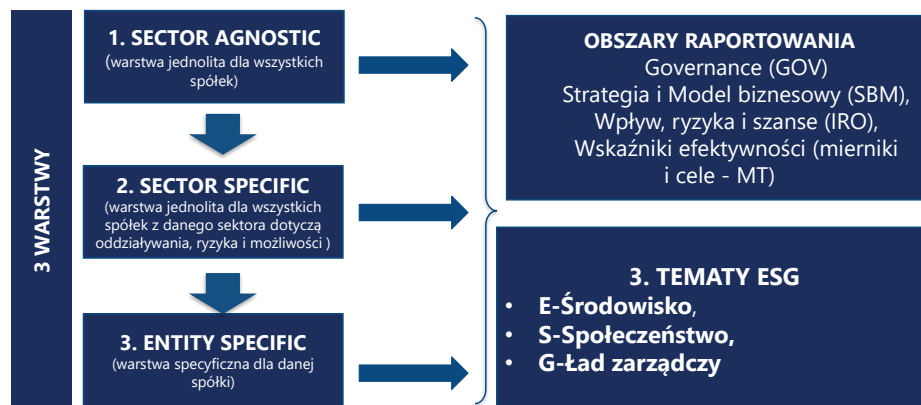 3 WARSTWY
1. SECTOR AGNOSTIC
(warstwa jednolita dla wszystkich
spółek)
2. SECTOR SPECIFIC
(warstwa jednolita dla wszystkich
spółek z danego sektora dotyczą
oddziaływania, ryzyka i możliwości )
3. ENTITY SPECIFIC
(warstwa specyficzna dla danej
spółki)
OBSZARY RAPORTOWANIA
Governance (GOV)
Strategia i Model biznesowy (SBM),
Wpływ, ryzyka i szanse (IRO),
Wskaźniki efektywności (mierniki
i cele - MT)
3. TEMATY ESG
• E-Środowisko,
• S-Społeczeństwo,
• G-Ład zarządczy